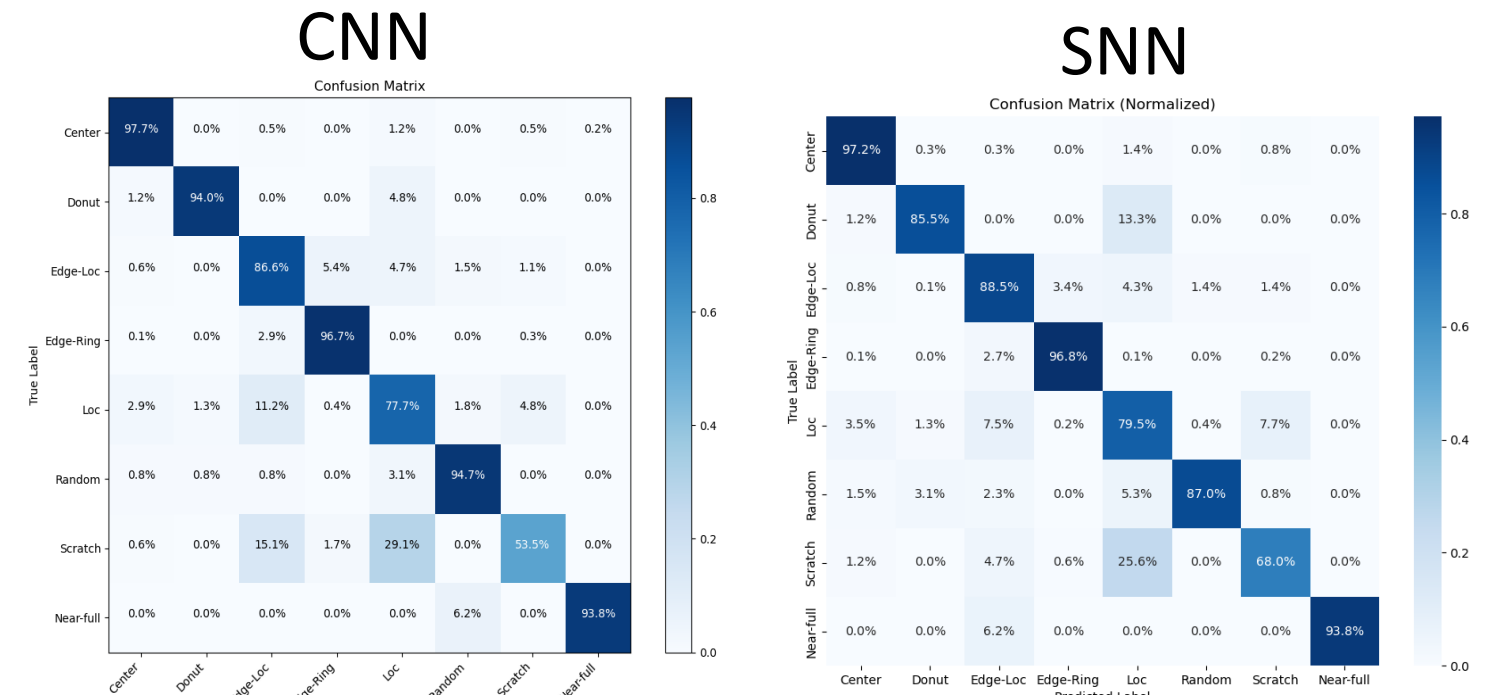 CNN
Confusion Matrix
Center 97.7% 0.0% 0.5% 0.0% 1.2% 0.0% 0.5% 0.2%
Donut 1.2% 94.0% 0.0% 0.0% 4.8% 0.0% 0.0% 0.0%
Edge-Loc 0.6% 0.0% 86.6% 5.4% 4.7% 1.5% 1.1% 0.0%
Edge-Ring 0.1% 0.0% 2.9% 96.7% 0.0% 0.0% 0.3% 0.0%
Loc 2.9% 1.3% 11.2% 0.4% 77.7% 1.8% 4.8% 0.0%
Random 0.8% 0.8% 0.8% 0.0% 3.1% 94.7% 0.0% 0.0%
Scratch 0.6% 0.0% 15.1% 1.7% 29.1% 0.0% 53.5% 0.0%
Near-full 0.0% 0.0% 0.0% 0.0% 0.0% 6.2% 0.0% 93.8%
True Label
Center Donut dge-Loc ge-Ring Loc Random Scratch ear-full
0.8
0.6
0.4
0.2
0.0
SNN
Confusion Matrix (Normalized)
Center 97.2% 0.3% 0.3% 0.0% 1.4% 0.0% 0.8% 0.0%
Donut 1.2% 85.5% 0.0% 0.0% 13.3% 0.0% 0.0% 0.0%
Edge-Loc 0.8% 0.1% 88.5% 3.4% 4.3% 1.4% 1.4% 0.0%
Edge-Ring 0.1% 0.0% 2.7% 96.8% 0.1% 0.0% 0.2% 0.0%
Loc 3.5% 1.3% 7.5% 0.2% 79.5% 0.4% 7.7% 0.0%
Random 1.5% 3.1% 2.3% 0.0% 5.3% 87.0% 0.8% 0.0%
Scratch 1.2% 0.0% 4.7% 0.6% 25.6% 0.0% 68.0% 0.0%
Near-full 0.0% 0.0% 6.2% 0.0% 0.0% 0.0% 0.0% 93.8%
True Label
Center Donut Edge-Loc Edge-Ring Loc Random Scratch Near-full
Predicted Label
0.8
0.6
0.4
0.2
0.0